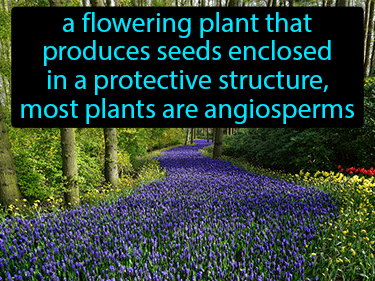 a flowering plant that
produces seeds enclosed
in a protective structure,
most plants are angiosperms